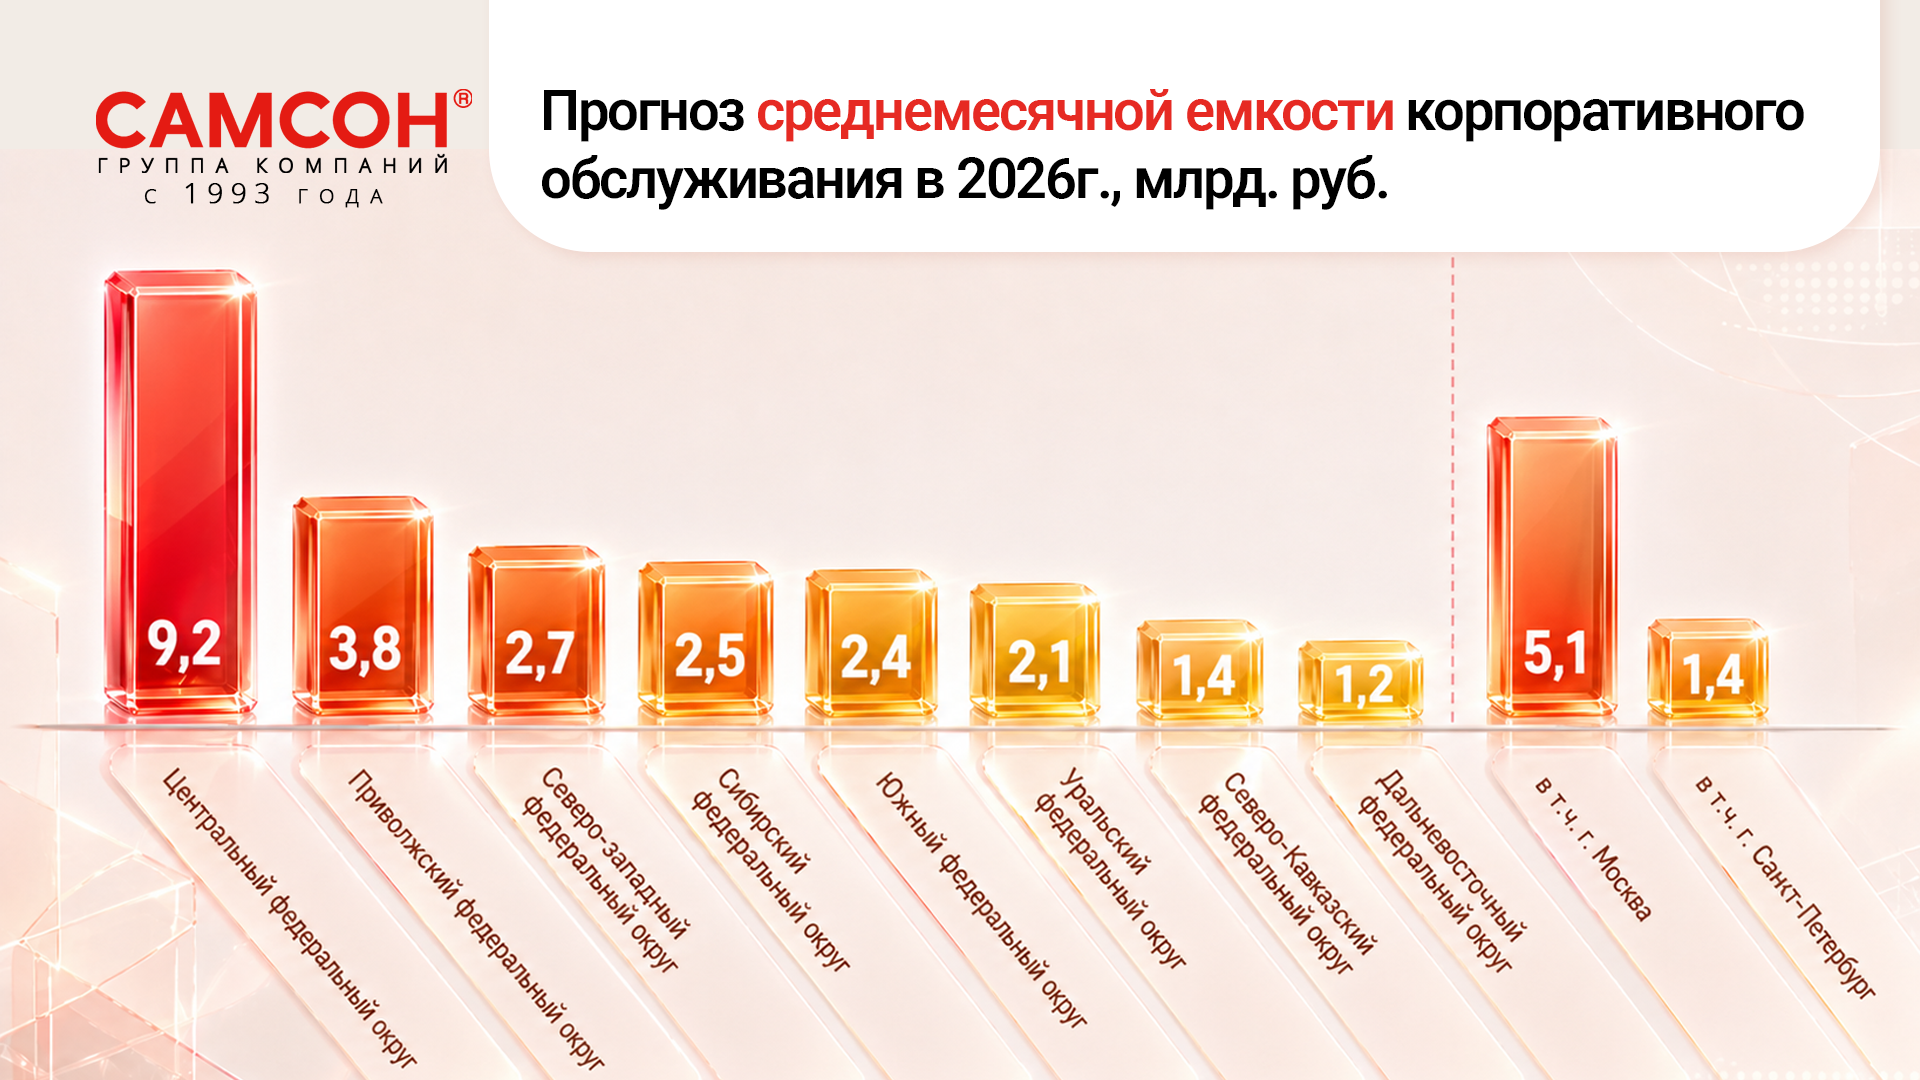 САМСОН®
ГРУППА КОМПАНИЙ
С 1993 ГОДА
Прогноз среднемесячной емкости корпоративного
обслуживания в 2026г., млрд. руб.
9,2
3,8
2,7
2,5
2,4
2,1
1,4
1,2
5,1
1,4
Центральный федеральный округ
Приволжский федеральный округ
Северо-западный
федеральный округ
Сибирский
федеральный округ
Южный федеральный округ
Уральский
федеральный округ
Северо-Кавказский
федеральный округ
Дальневосточный
федеральный округ
в т.ч. г. Москва
в т.ч. г. Санкт-Петербург